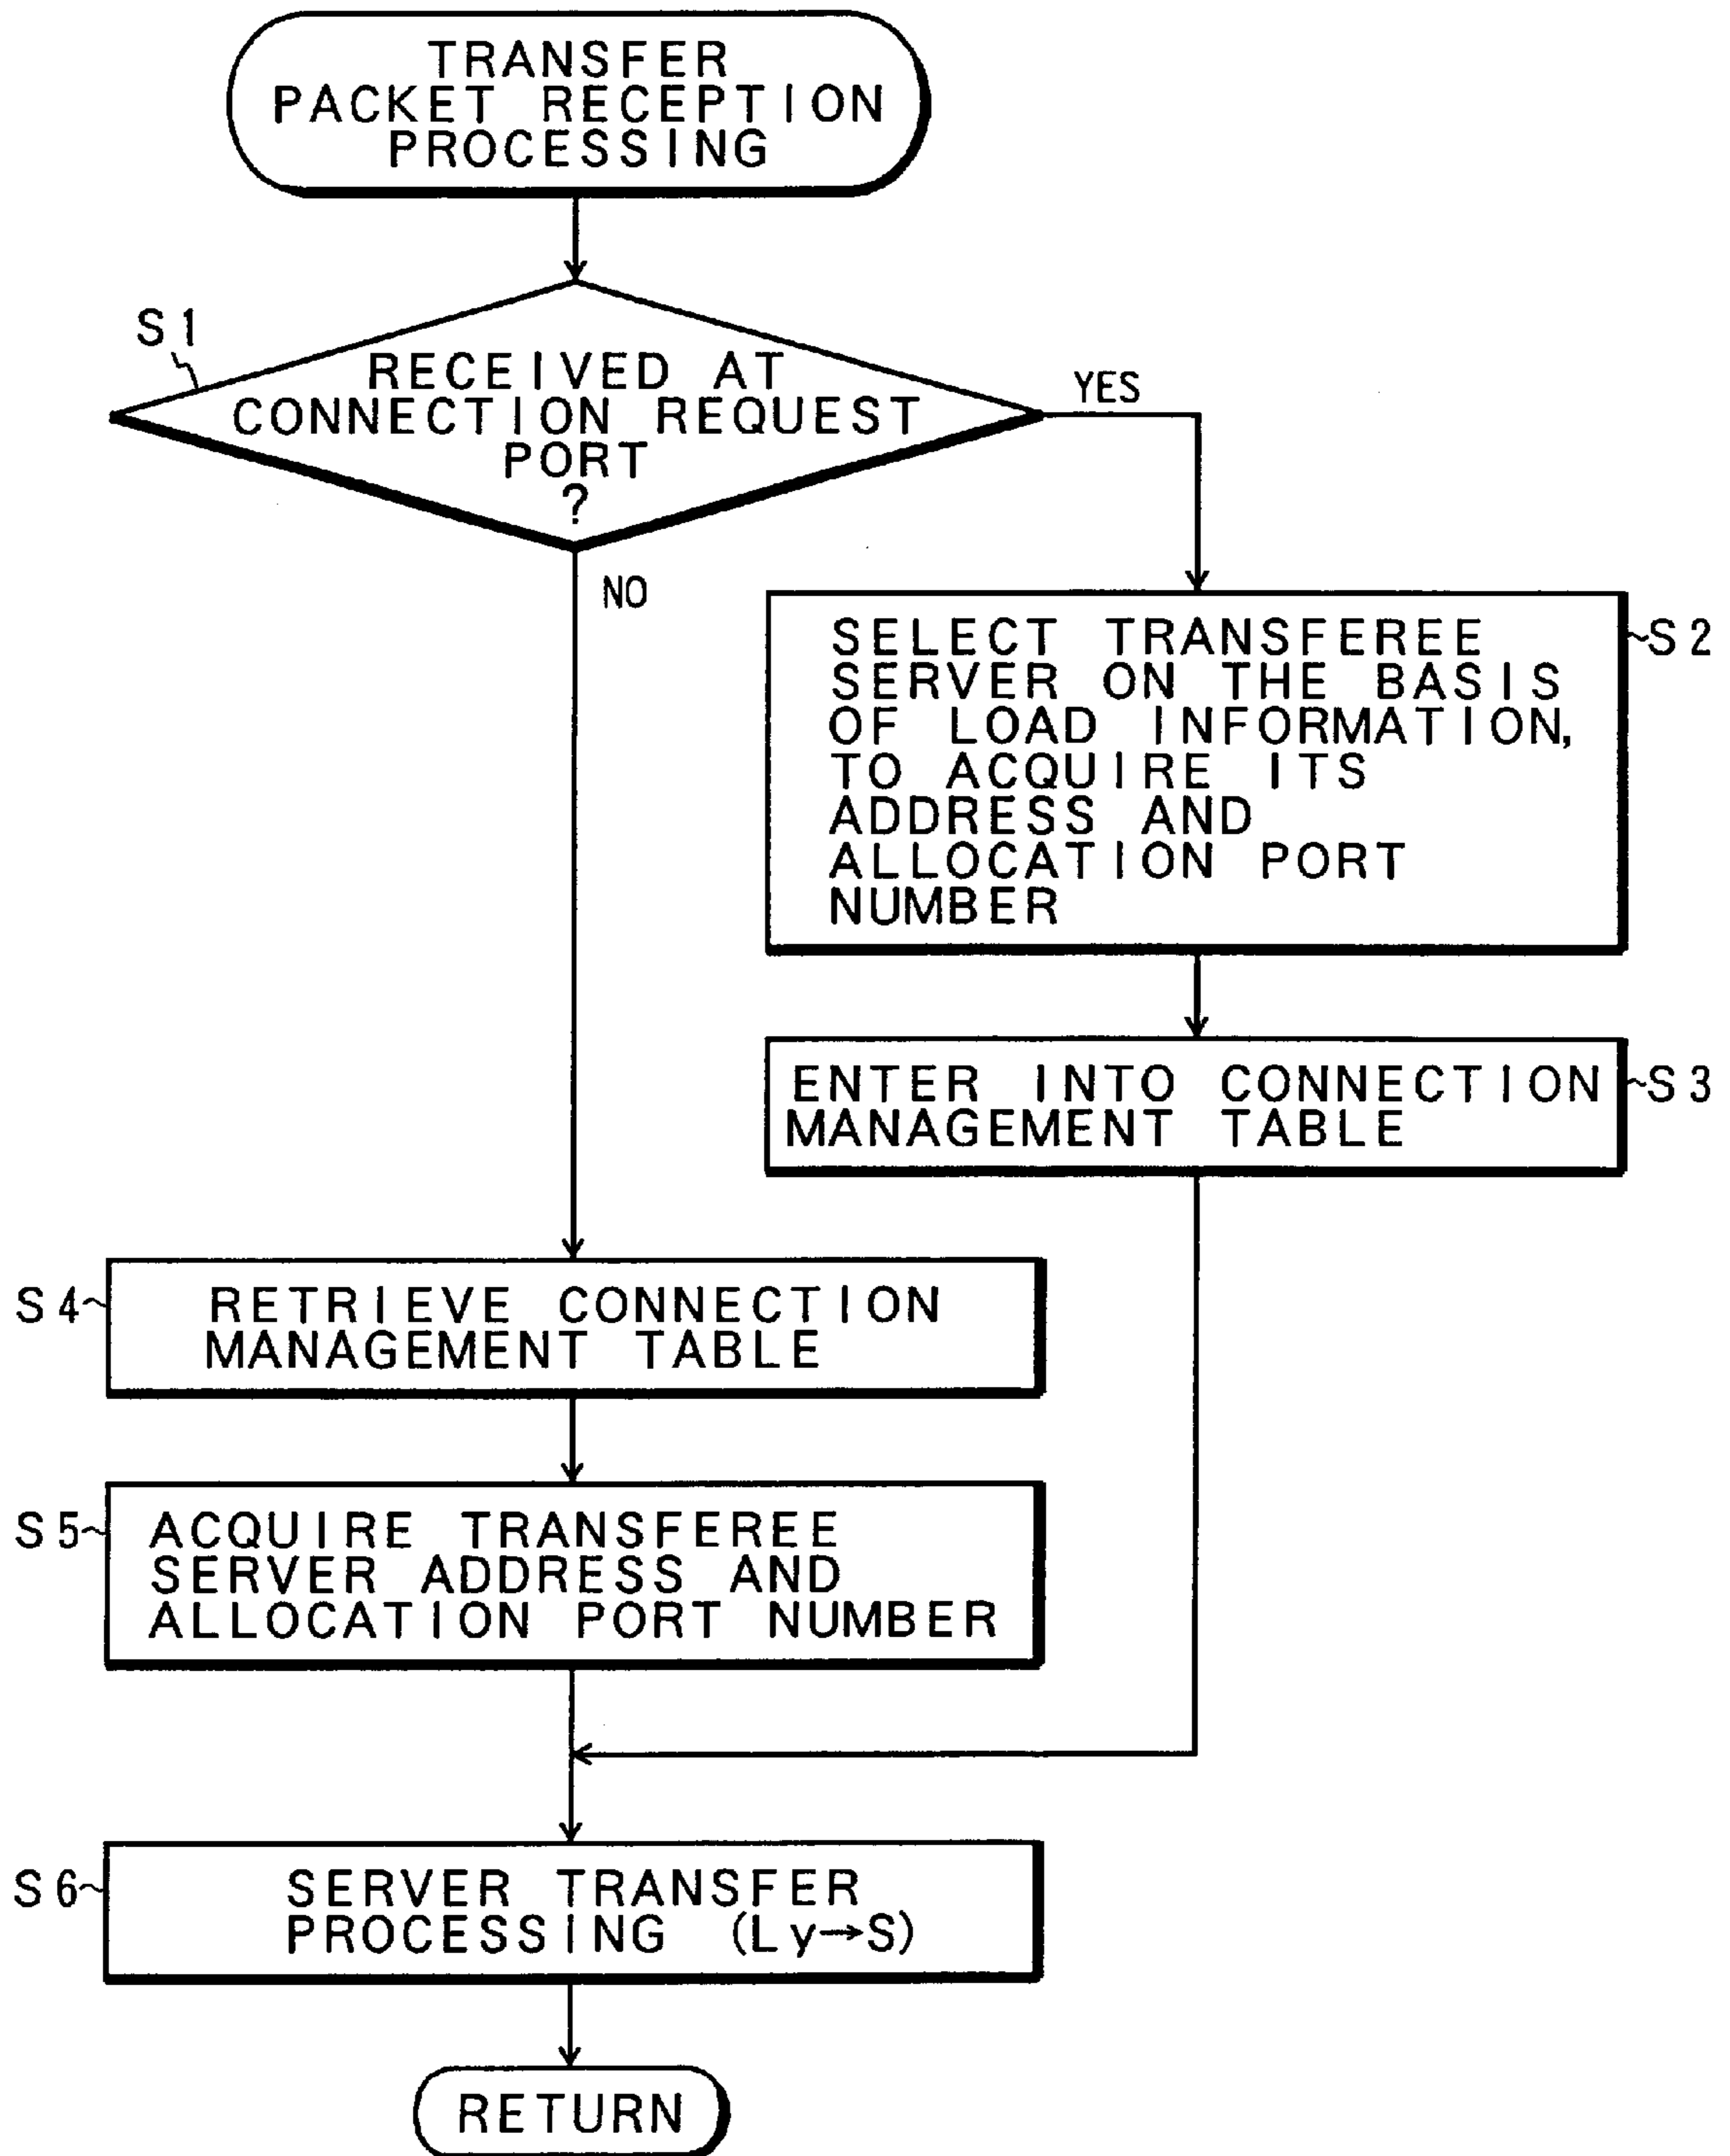 TRANSFER
PACKET RECEPTION
PROCESSING
S1
RECEIVED AT
CONNECTION REQUEST
PORT
?
YES
NO
SELECT TRANSFEREE
SERVER ON THE BASIS
OF LOAD INFORMATION,
TO ACQUIRE ITS
ADDRESS AND
ALLOCATION PORT
NUMBER
S2
ENTER INTO CONNECTION
MANAGEMENT TABLE
S3
S4
RETRIEVE CONNECTION
MANAGEMENT TABLE
S5
ACQUIRE TRANSFEREE
SERVER ADDRESS AND
ALLOCATION PORT NUMBER
S6
SERVER TRANSFER
PROCESSING (Ly→S)
RETURN